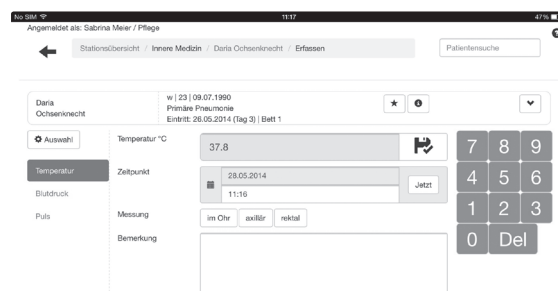 No SIM 11:17 47%
Angemeldet als: Sabrina Meier / Pflege
Stationsübersicht / Innere Medizin / Daria Ochsenknecht / Erfassen
Patientensuche
Daria
Ochsenknecht
w | 23 | 09.07.1990
Primäre Pneumonie
Eintritt: 26.05.2014 (Tag 3) | Bett 1
Auswahl
Temperatur
Blutdruck
Puls
Temperatur °C
37.8
Zeitpunkt
28.05.2014
11:16
Jetzt
Messung
im Ohr axillär rektal
Bemerkung
7 8 9
4 5 6
1 2 3
0 Del